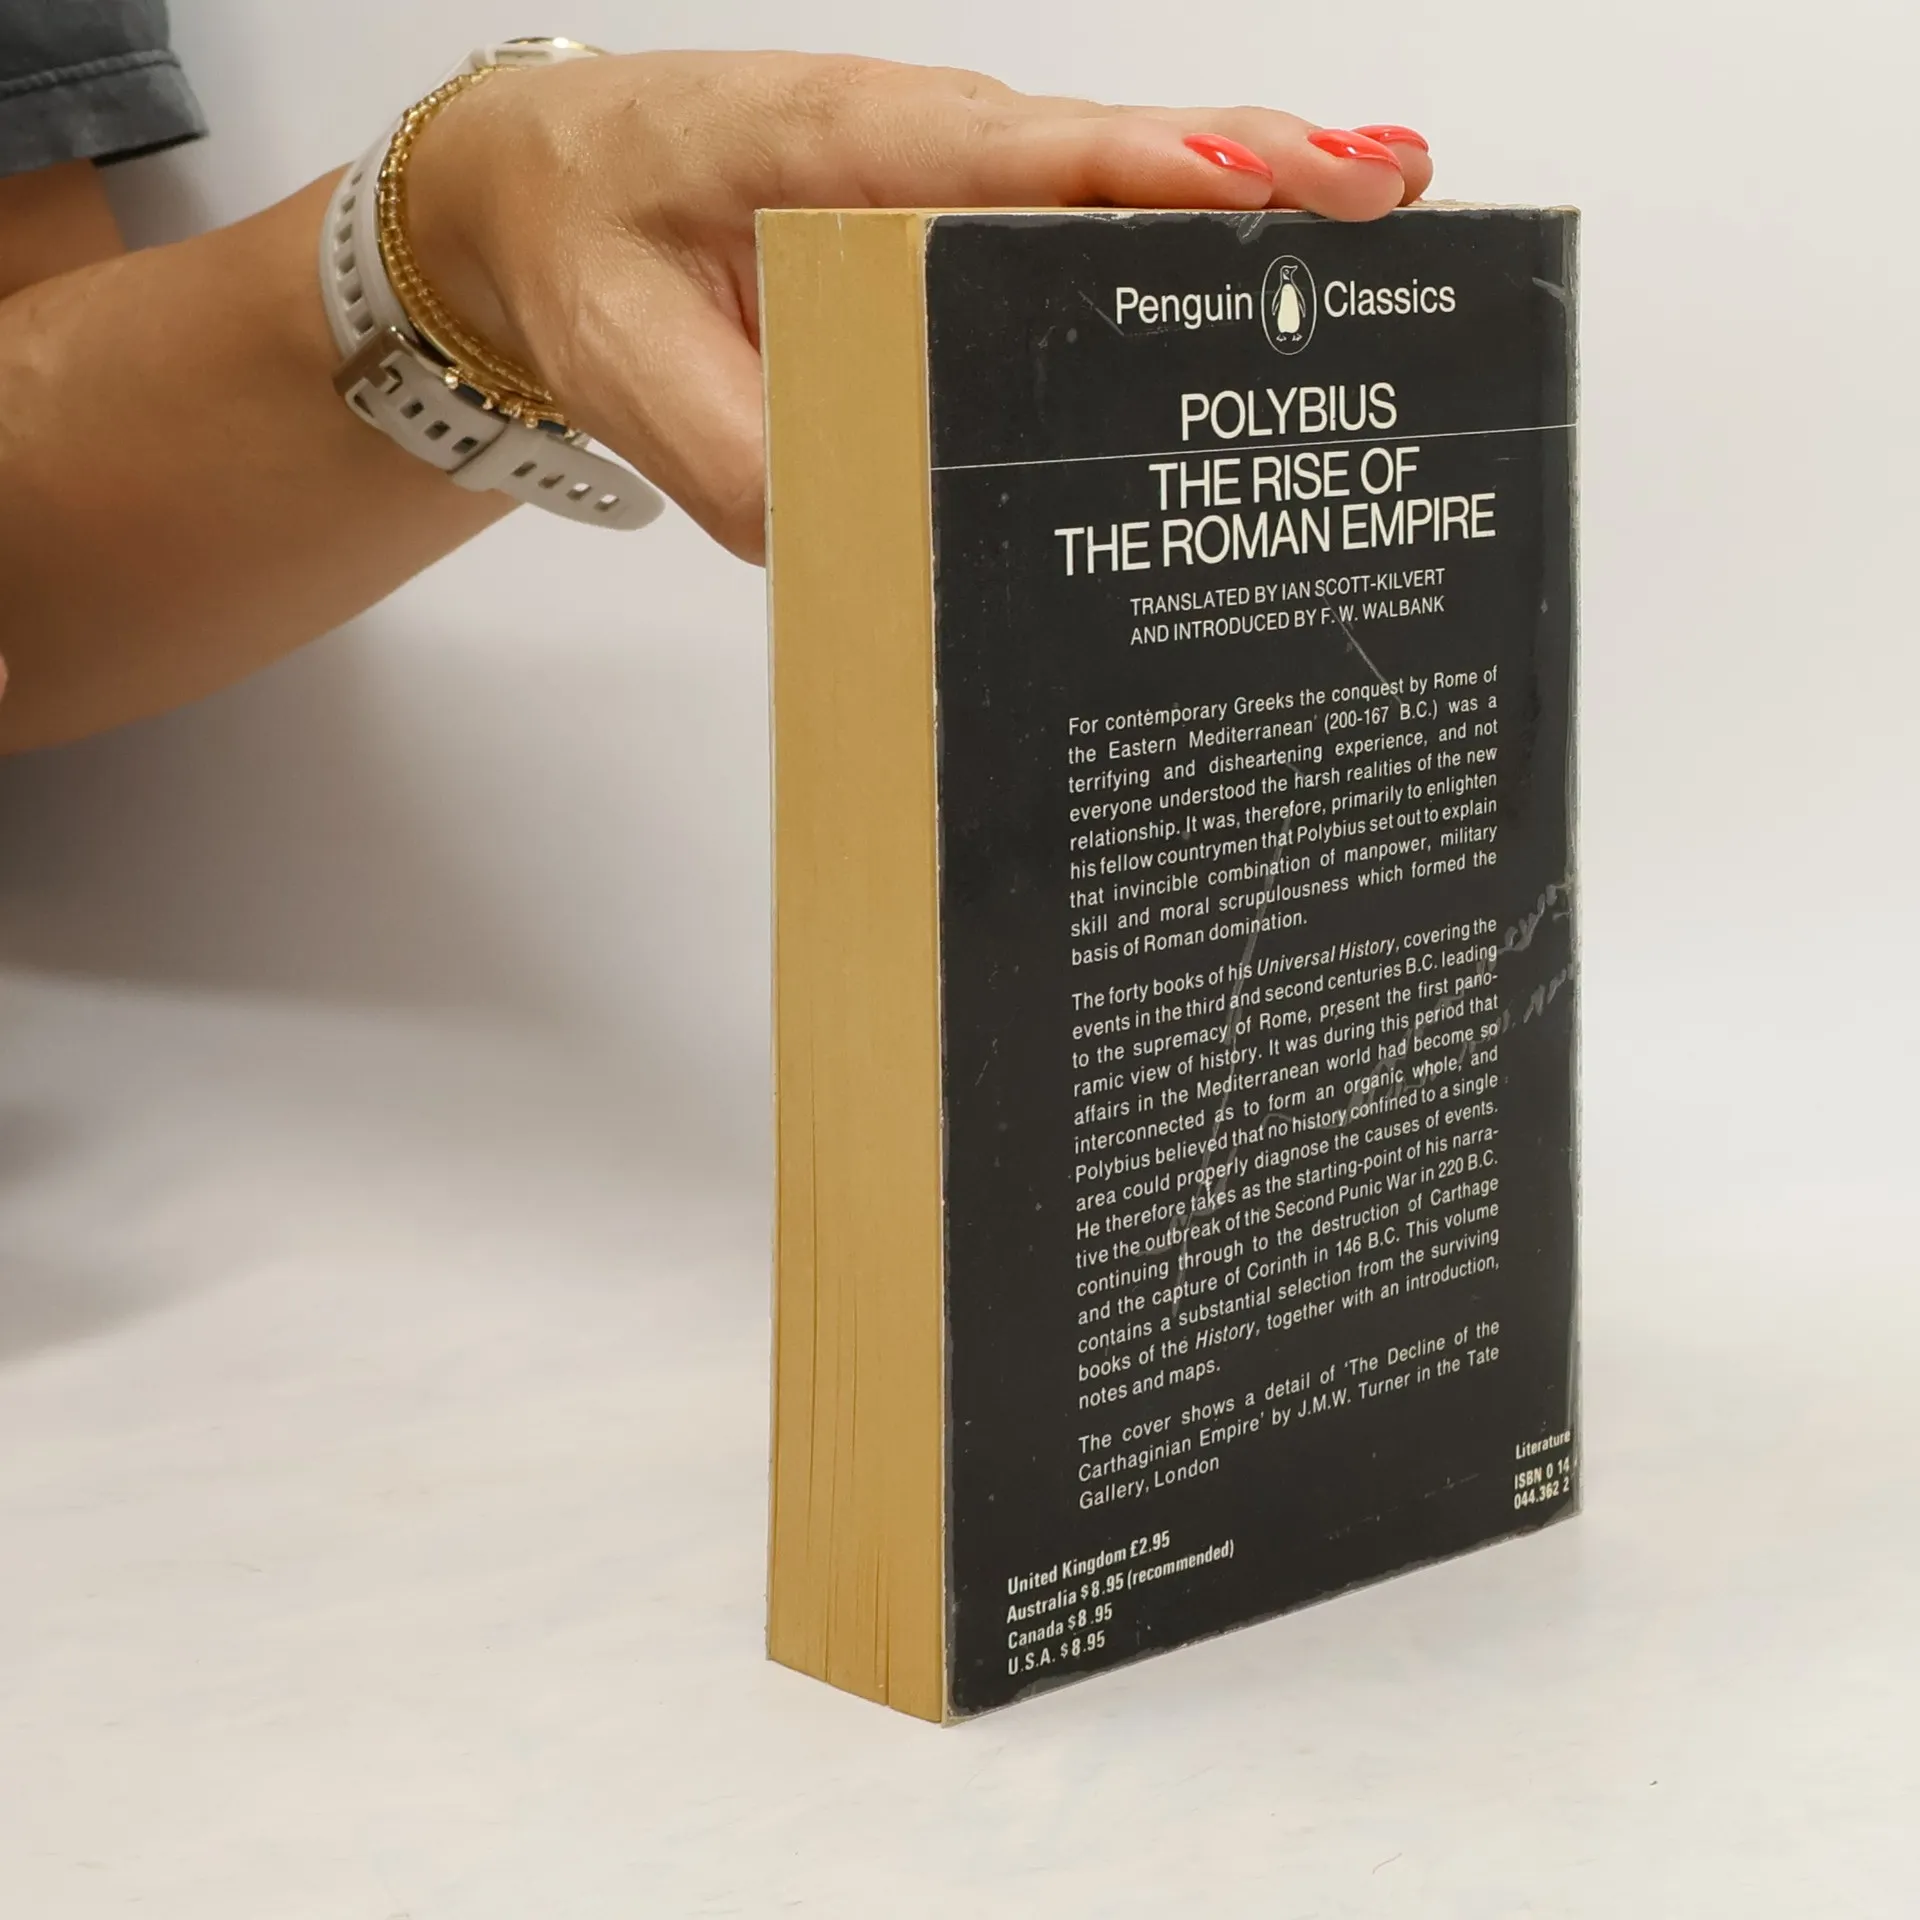 Penguin Classics
POLYBIUS
THE RISE OF
THE ROMAN EMPIRE
TRANSLATED BY IAN SCOTT-KILVERT
AND INTRODUCED BY F. W. WALBANK
For contemporary Greeks the conquest by Rome of
the Eastern Mediterranean (200-167 B.C.) was a
terrifying and disheartening experience, and not
everyone understood the harsh realities of the new
relationship. It was, therefore, primarily to enlighten
his fellow countrymen that Polybius set out to explain
that invincible combination of manpower, military
skill and moral scrupulousness which formed the
basis of Roman domination.
The forty books of his Universal History, covering the
events in the third and second centuries B.C. leading
to the supremacy of Rome, present the first pano-
ramic view of history. It was during this period that
affairs in the Mediterranean world had become so
interconnected as to form an organic whole, and
Polybius believed that no history confined to a single
area could properly diagnose the causes of events.
He therefore takes as the starting-point of his narra-
tive the outbreak of the Second Punic War in 220 B.C.
continuing through to the destruction of Carthage
and the capture of Corinth in 146 B.C. This volume
contains a substantial selection from the surviving
books of the History, together with an introduction,
notes and maps.
The cover shows a detail of 'The Decline of the
Carthaginian Empire' by J.M.W. Turner in the Tate
Gallery, London
Literature
ISBN 0 14
044.362 2
United Kingdom £2.95
Australia $8.95 (recommended)
Canada $8.95
U.S.A. $8.95